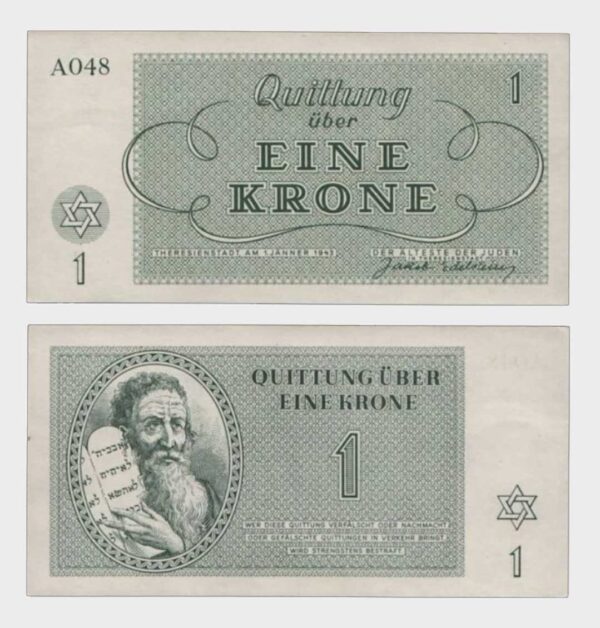 A048
1
Quittung
über
EINE
KRONE
1
THERESIENSTADT AM 1.JÄNNER 1943
DER ÄLTESTE DER JUDEN
IN THERESIENSTADT
Jakob Edelstein
QUITTUNG ÜBER
EINE KRONE
1
WER DIESE QUITTUNG VERFÄLSCHT ODER NACHMACHT
ODER GEFÄLSCHTE QUITTUNGEN IN VERKEHR BRINGT,
WIRD STRENGSTENS BESTRAFT.
1